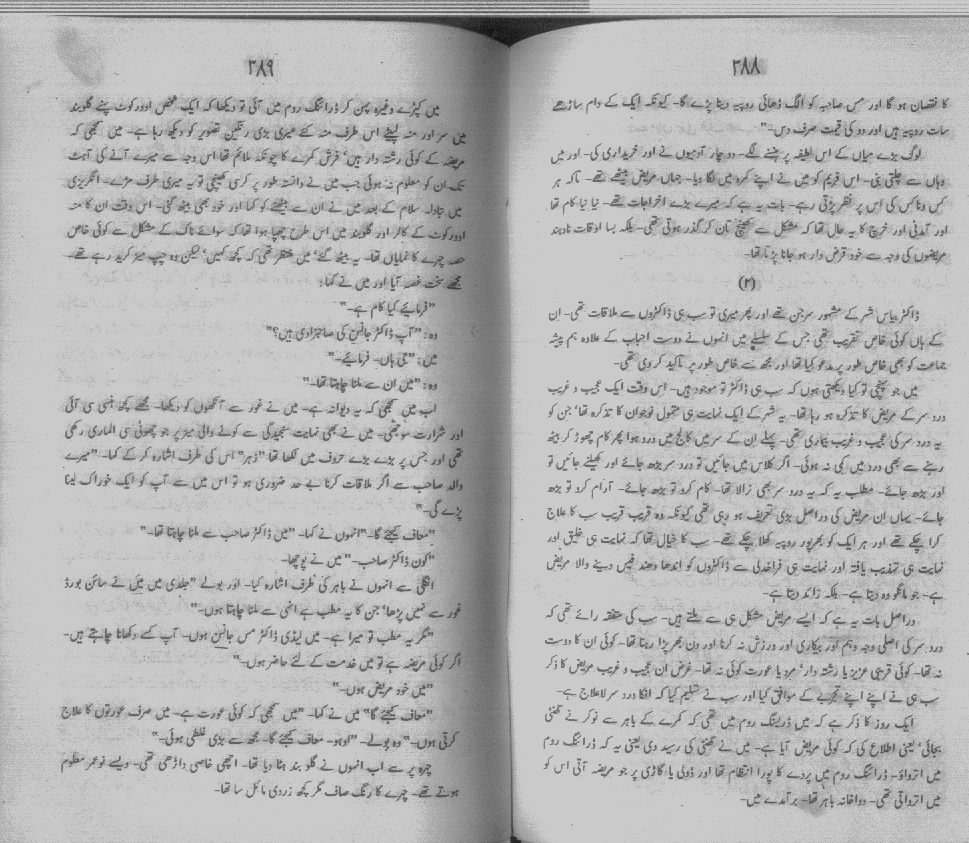 ۲۸۸
کا نقصان ہو گا اور مس صاحبہ کو الگ ڈھائی روپیہ دینا پڑے گا۔ کیونکہ ایک کے دام ساڑھے
سات روپیہ ہیں اور دو کی قیمت صرف دس۔"
لوگ بڑے میاں کے اس لطیفہ پر ہنسنے لگے۔ دو چار آدمیوں نے اور خریداری کی۔ اور میں
وہاں سے چلتی بنی۔ اس فریم کو میں نے اپنے کمرہ میں لگا دیا۔ جہاں مریض بیٹھتے تھے۔ تاکہ ہر
کس و ناکس کی اس پر نظر پڑتی رہے۔ بات یہ ہے کہ میرے بڑے اخراجات تھے۔ نیا نیا کام تھا
اور آمدنی اور خرچ کا یہ حال تھا کہ مشکل سے کھینچ تان کر گذر ہوتی تھی۔ بلکہ بسا اوقات نادہند
مریضوں کی وجہ سے خود قرض دار ہو جانا پڑتا تھا۔
(۲)
ڈاکٹر بیاس شہر کے مشہور سرجن تھے اور پھر میری تو سب ہی ڈاکٹروں سے ملاقات تھی۔ ان
کے ہاں کوئی خاص تقریب تھی جس کے سلسلے میں انہوں نے دوست احباب کے علاوہ ہم پیشہ
جماعت کو بھی خاص طور پر مدعو کیا تھا اور مجھ سے خاص طور پر تاکید کر دی تھی۔
میں جو پہنچی تو کیا دیکھتی ہوں کہ سب ہی ڈاکٹر تو موجود ہیں۔ اس وقت ایک عجیب و غریب
درد سر کے مریض کا تذکرہ ہو رہا تھا۔ یہ شہر کے ایک نہایت ہی متمول نوجوان کا تذکرہ تھا' جن کو
یہ درد سر کی عجیب و غریب بیماری تھی۔ پہلے ان کے سر میں کالج میں درد ہوا پھر کام چھوڑ کر بیٹھ
رہنے سے بھی درد میں کمی نہ ہوئی۔ اگر کلاس میں جائیں تو درد سر بڑھ جائے اور کھیلنے جائیں تو
اور بڑھ جائے۔ مطلب یہ کہ یہ درد سر بھی نرالا تھا۔ کام کرو تو بڑھ جائے۔ آرام کرو تو بڑھ
جائے۔ یہاں ان مریض کی دراصل بڑی تعریف ہو رہی تھی کیونکہ وہ قریب قریب سب کا علاج
کرا چکے تھے اور ہر ایک کو بھرپور روپیہ کھلا چکے تھے۔ سب کا خیال تھا کہ نہایت ہی خلیق اور
نہایت ہی تہذیب یافتہ اور نہایت ہی فراخدلی سے ڈاکٹروں کو اندھا دھند فیس دینے والا مریض
ہے۔ جو مانگو وہ دیتا ہے۔ بلکہ زائد دیتا ہے۔
دراصل بات یہ ہے کہ ایسے مریض مشکل ہی سے ملتے ہیں۔ سب کی متفقہ رائے تھی کہ
درد سر کی اصلی وجہ وہم اور بیکاری اور ورزش نہ کرنا اور دن بھر پڑا رہنا تھا۔ کوئی ان کا دوست
نہ تھا۔ کوئی قریبی عزیز یا رشتہ دار' مرد یا عورت کوئی نہ تھا۔ غرض ان عجیب و غریب مریض کا ذکر
سب ہی نے اپنے اپنے تجربے کے موافق کیا اور سب نے تسلیم کیا کہ انکا درد سر لاعلاج ہے۔
ایک روز کا ذکر ہے کہ میں ڈریسنگ روم میں تھی کہ کمرے کے باہر سے نوکر نے گھنٹی
بجائی' یعنی اطلاع کی کہ کوئی مریض آیا ہے۔ میں نے گھنٹی کی رسید دی یعنی یہ کہ ڈرائنگ روم
میں اترواؤ۔ ڈرائنگ روم میں پردے کا پورا انتظام تھا اور ڈولی یا گاڑی پر جو مریضہ آتی اس کو
میں اترواتی تھی۔ دواخانہ باہر تھا۔ برآمدے میں۔
۲۸۹
میں کپڑے وغیرہ پہن کر ڈرائنگ روم میں آئی تو دیکھا کہ ایک شخص اوورکوٹ پہنے گلوبند
میں سر اور منہ لپیٹے اس طرف منہ کئے میری بڑی رنگین تصویر کو دیکھ رہا ہے۔ میں سمجھی کہ
مریضہ کے کوئی رشتہ دار ہیں' فرش کمرے کا چونکہ ملائم تھا اس وجہ سے میرے آنے کی آہٹ
تک ان کو معلوم نہ ہوئی جب میں نے دانستہ طور پر کرسی کھینچی تو یہ میری طرف مڑے۔ انگریزی
میں تبادلہ سلام کے بعد میں نے ان سے بیٹھنے کو کہا اور خود بھی بیٹھ گئی۔ اس وقت ان کا منہ
اوورکوٹ کے کالر اور گلوبند میں اس طرح چھپا ہوا تھا کہ سوائے ناک کے مشکل سے کوئی خاص
حصہ چہرے کا نمایاں تھا۔ یہ بیٹھ گئے' میں منتظر تھی کہ کچھ کہیں' لیکن وہ چپ میز کرید رہے تھے۔
مجھے سخت غصہ آیا اور میں نے کہا:
"فرمائیے کیا کام ہے۔"
وہ: "آپ ڈاکٹر جانسن کی صاحبزادی ہیں؟"
میں: "جی ہاں۔ فرمائیے۔"
وہ: "میں ان سے ملنا چاہتا تھا۔"
اب میں سمجھی کہ یہ دیوانہ ہے۔ میں نے غور سے آنکھوں کو دیکھا۔ مجھے کچھ ہنسی سی آئی
اور شرارت سوجھی۔ میں نے بھی نہایت سنجیدگی سے کونے والی میز پر جو چھوٹی سی الماری رکھی
تھی اور جس پر بڑے بڑے حروف میں لکھا تھا "زہر" اس کی طرف اشارہ کر کے کہا۔ "میرے
والد صاحب سے اگر ملاقات کرنا بے حد ضروری ہو تو اس میں سے آپ کو ایک خوراک لینا
پڑے گی۔"
"معاف کیجئے گا۔" انہوں نے کہا۔ "میں ڈاکٹر صاحب سے ملنا چاہتا تھا۔"
"کون ڈاکٹر صاحب۔" میں نے پوچھا۔
انگلی سے انہوں نے باہر کی طرف اشارہ کیا۔ اور بولے "جلدی میں میں نے سائن بورڈ
غور سے نہیں پڑھا' جن کا یہ مطب ہے انہی سے ملنا چاہتا ہوں۔"
"مگر یہ مطب تو میرا ہے۔ میں لیڈی ڈاکٹر مس جانسن ہوں۔ آپ کسے دکھانا چاہتے ہیں۔
اگر کوئی مریضہ ہے تو میں خدمت کے لئے حاضر ہوں۔"
"میں خود مریض ہوں۔"
"معاف کیجئے گا" میں نے کہا۔ "میں سمجھی کہ کوئی عورت ہے۔ میں صرف عورتوں کا علاج
کرتی ہوں۔" وہ بولے۔ "اوہو۔ معاف کیجئے گا۔ مجھ سے بڑی غلطی ہوئی۔"
چہرہ پر سے اب انہوں نے گلو بند ہٹا دیا تھا۔ اچھی خاصی داڑھی تھی۔ ویسے نوعمر معلوم
ہوتے تھے۔ چہرے کا رنگ صاف مگر کچھ زردی مائل سا تھا۔